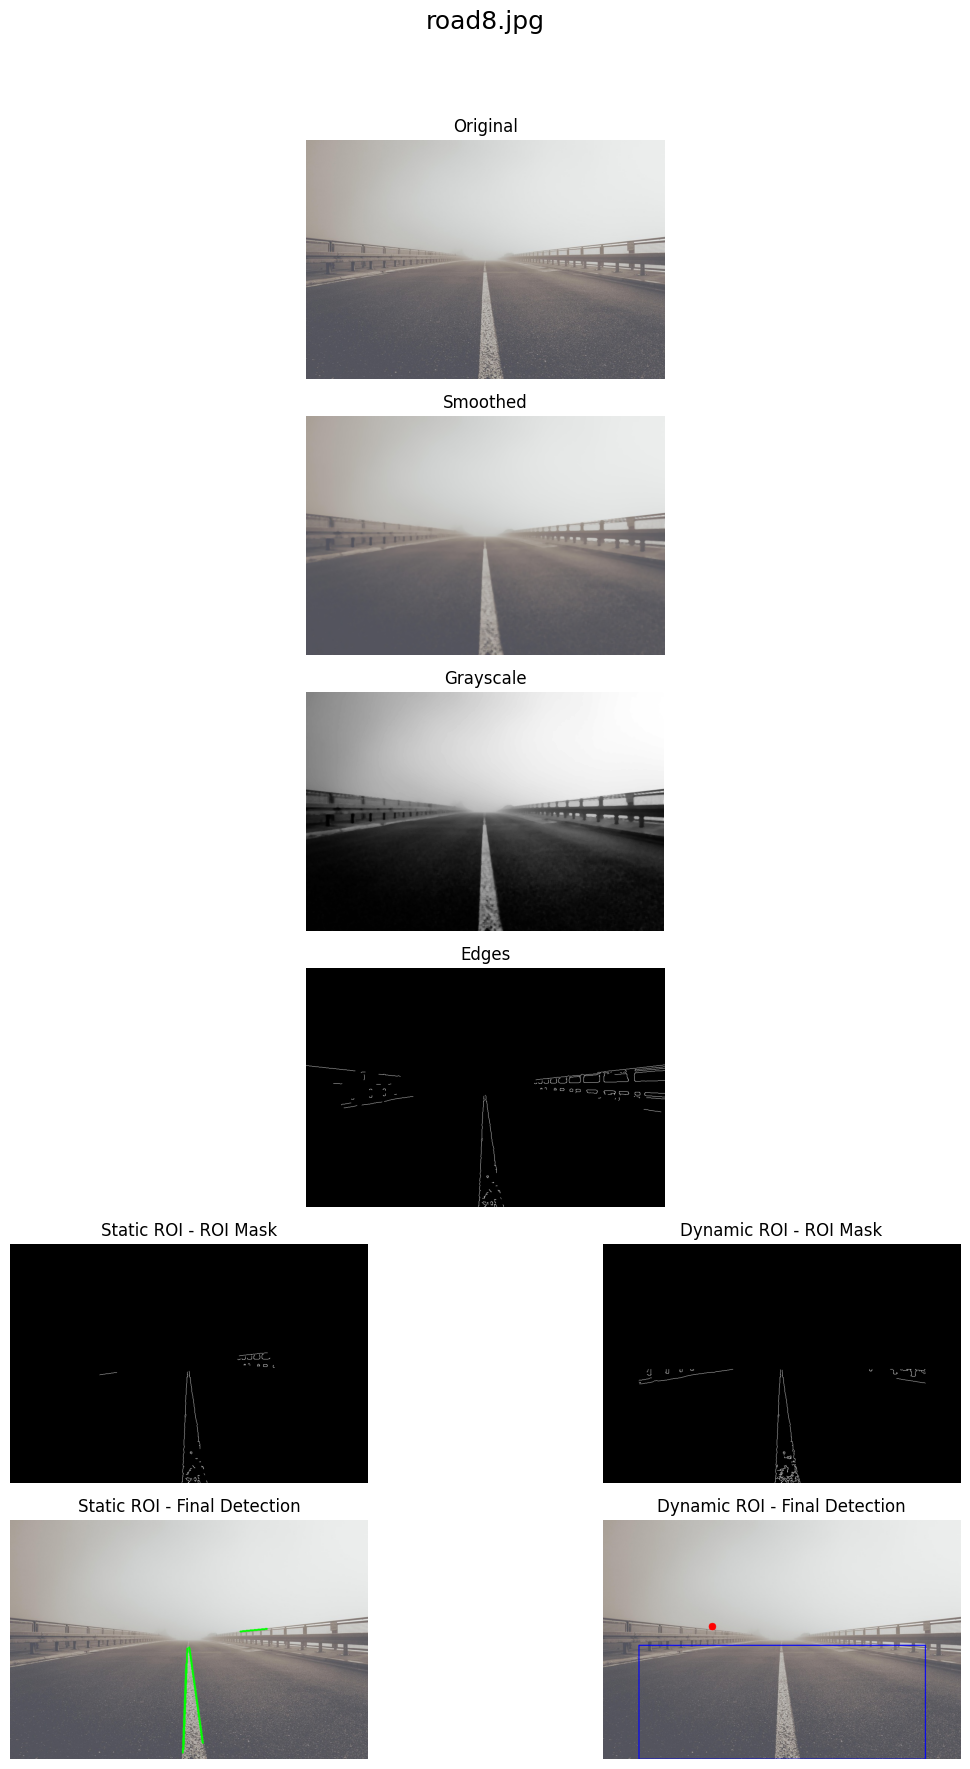 road8.jpg
Original
Smoothed
Grayscale
Edges
Static ROI - ROI Mask
Dynamic ROI - ROI Mask
Static ROI - Final Detection
Dynamic ROI - Final Detection